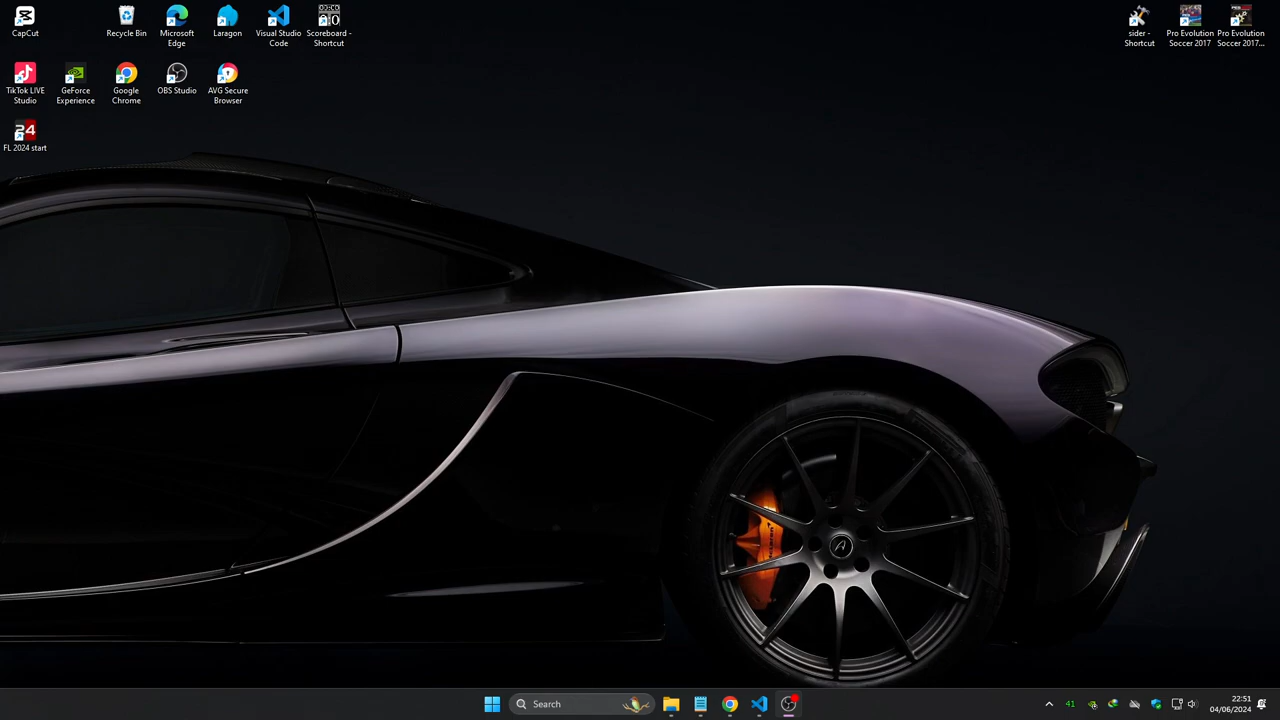 CapCut
Recycle Bin
Microsoft
Edge
Laragon
Visual Studio
Code
Scoreboard -
Shortcut
sider -
Shortcut
Pro Evolution
Soccer 2017
Pro Evolution
Soccer 2017...
TikTok LIVE
Studio
GeForce
Experience
Google
Chrome
OBS Studio
AVG Secure
Browser
24
FL 2024 start
Search
41
22:51
04/06/2024